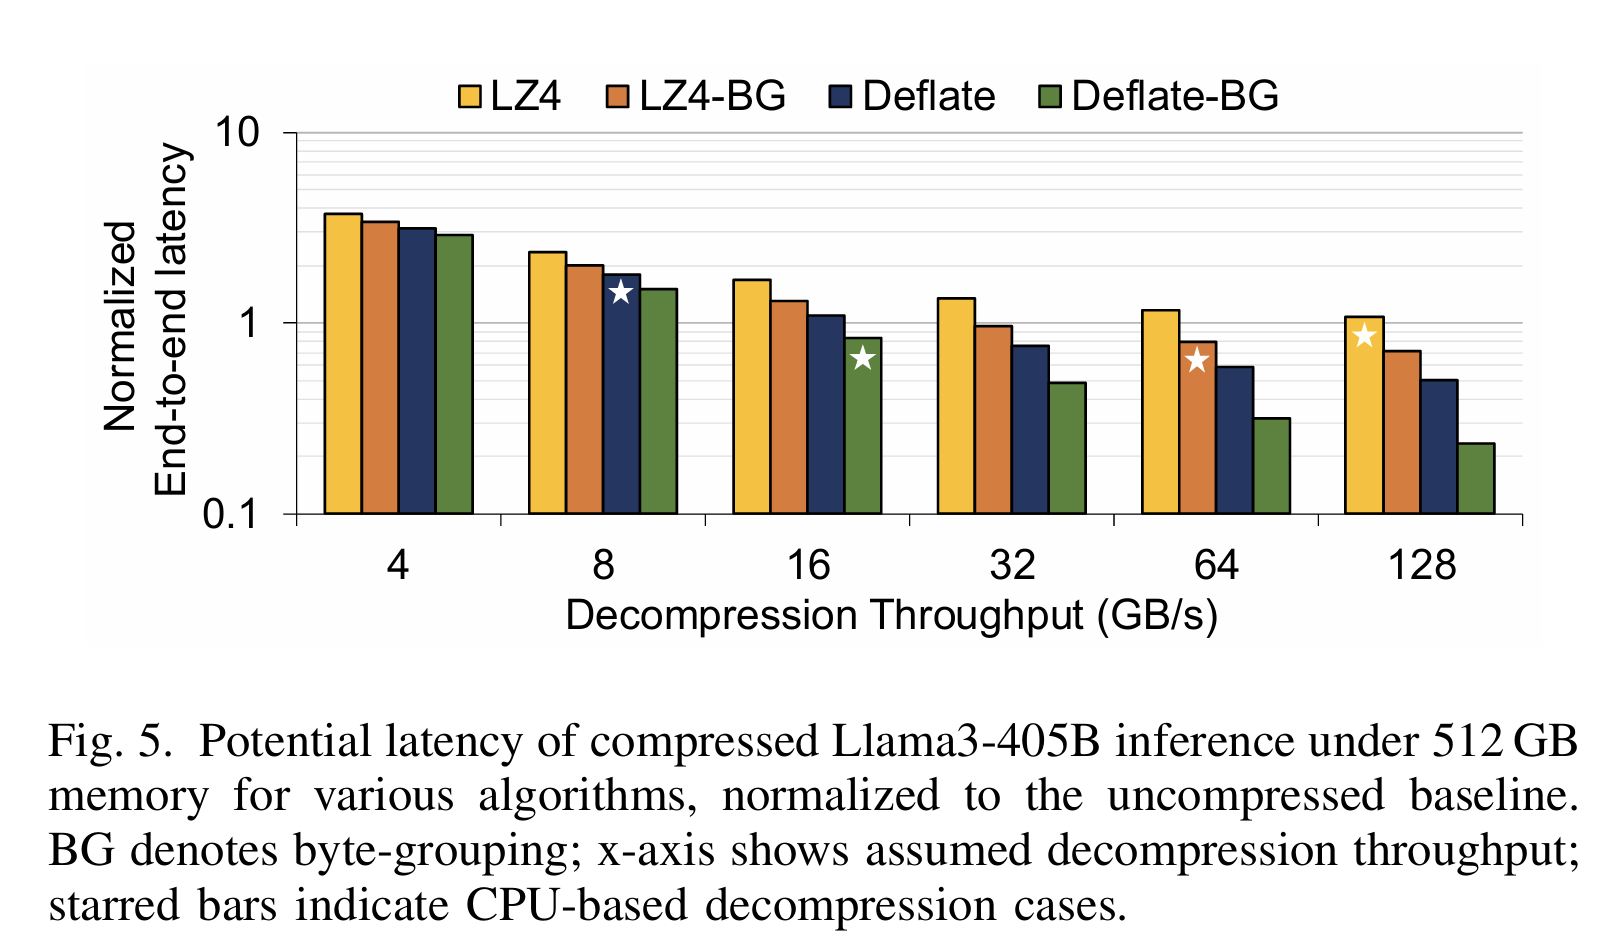 LZ4 LZ4-BG Deflate Deflate-BG
10
1
0.1
Normalized
End-to-end latency
4 8 16 32 64 128
Decompression Throughput (GB/s)
Fig. 5. Potential latency of compressed Llama3-405B inference under 512 GB
memory for various algorithms, normalized to the uncompressed baseline.
BG denotes byte-grouping; x-axis shows assumed decompression throughput;
starred bars indicate CPU-based decompression cases.